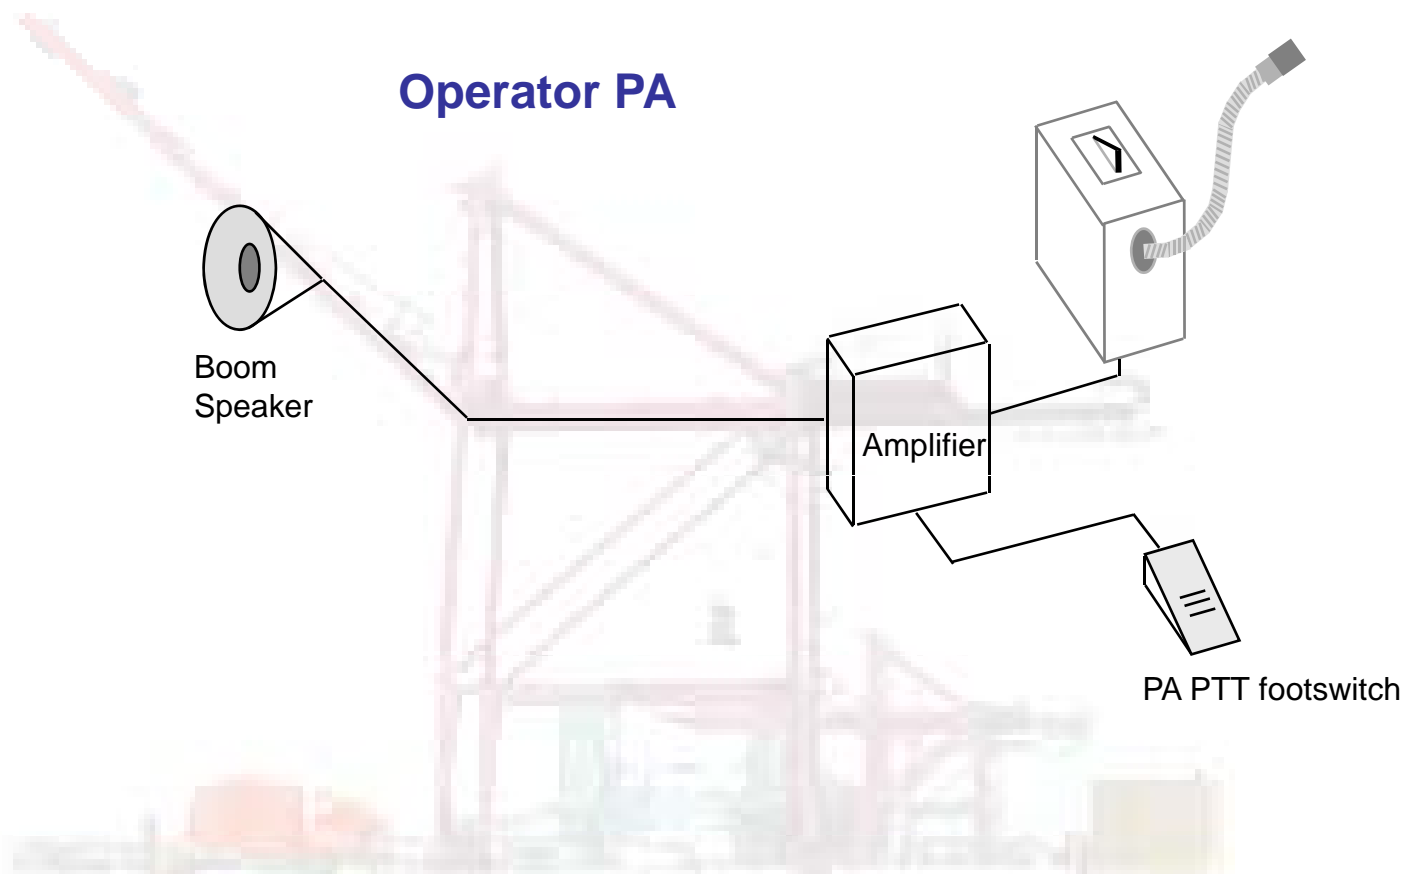 Operator PA
Boom
Speaker
Amplifier
PA PTT footswitch